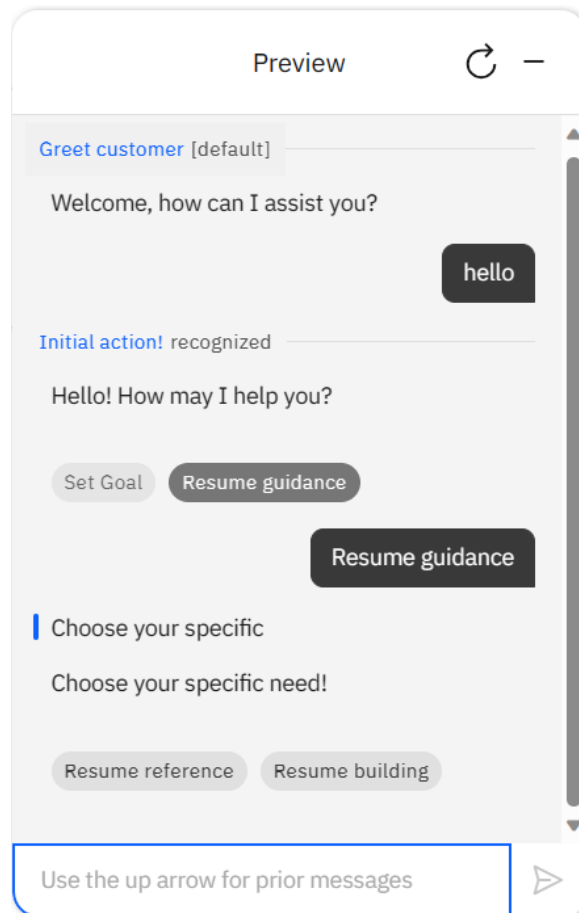 Preview
Greet customer [default]
Welcome, how can I assist you?
hello
Initial action! recognized
Hello! How may I help you?
Set Goal Resume guidance
Resume guidance
Choose your specific
Choose your specific need!
Resume reference Resume building
Use the up arrow for prior messages